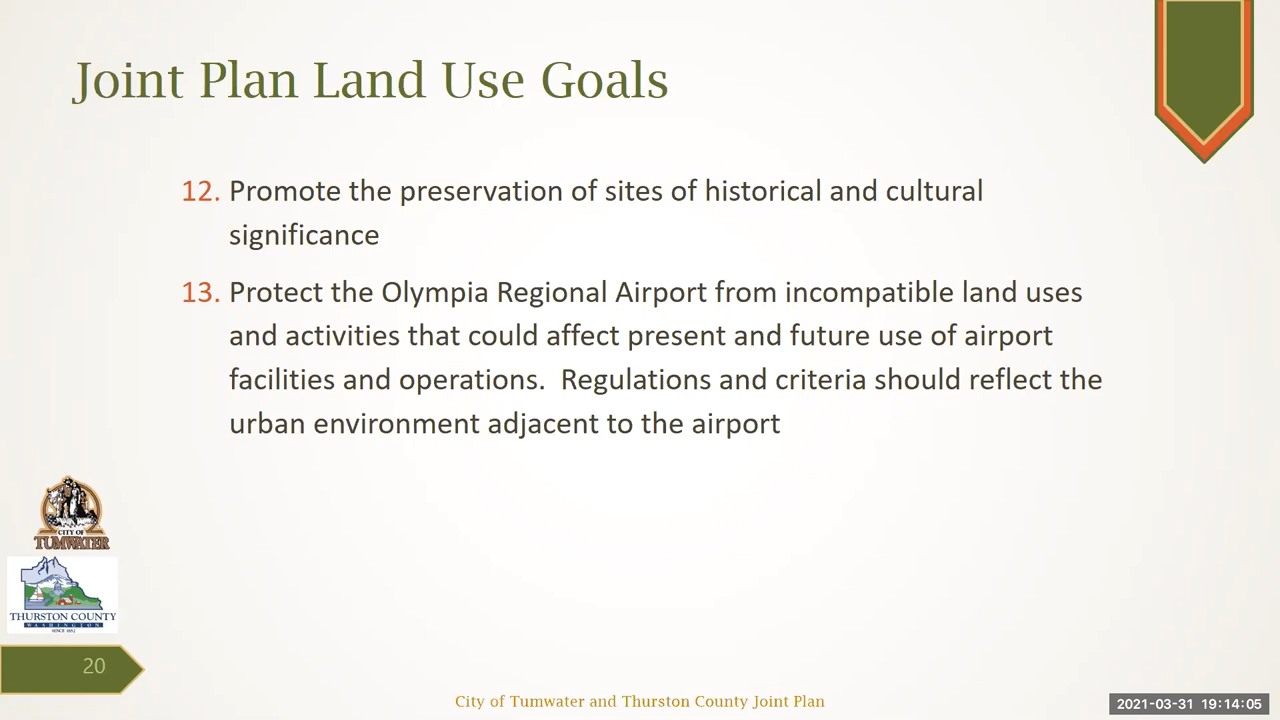 Joint Plan Land Use Goals
12. Promote the preservation of sites of historical and cultural
significance
13. Protect the Olympia Regional Airport from incompatible land uses
and activities that could affect present and future use of airport
facilities and operations.  Regulations and criteria should reflect the
urban environment adjacent to the airport
CITY OF
TUMWATER
THURSTON COUNTY
WASHINGTON
SINCE 1852
20
City of Tumwater and Thurston County Joint Plan
2021-03-31 19:14:05